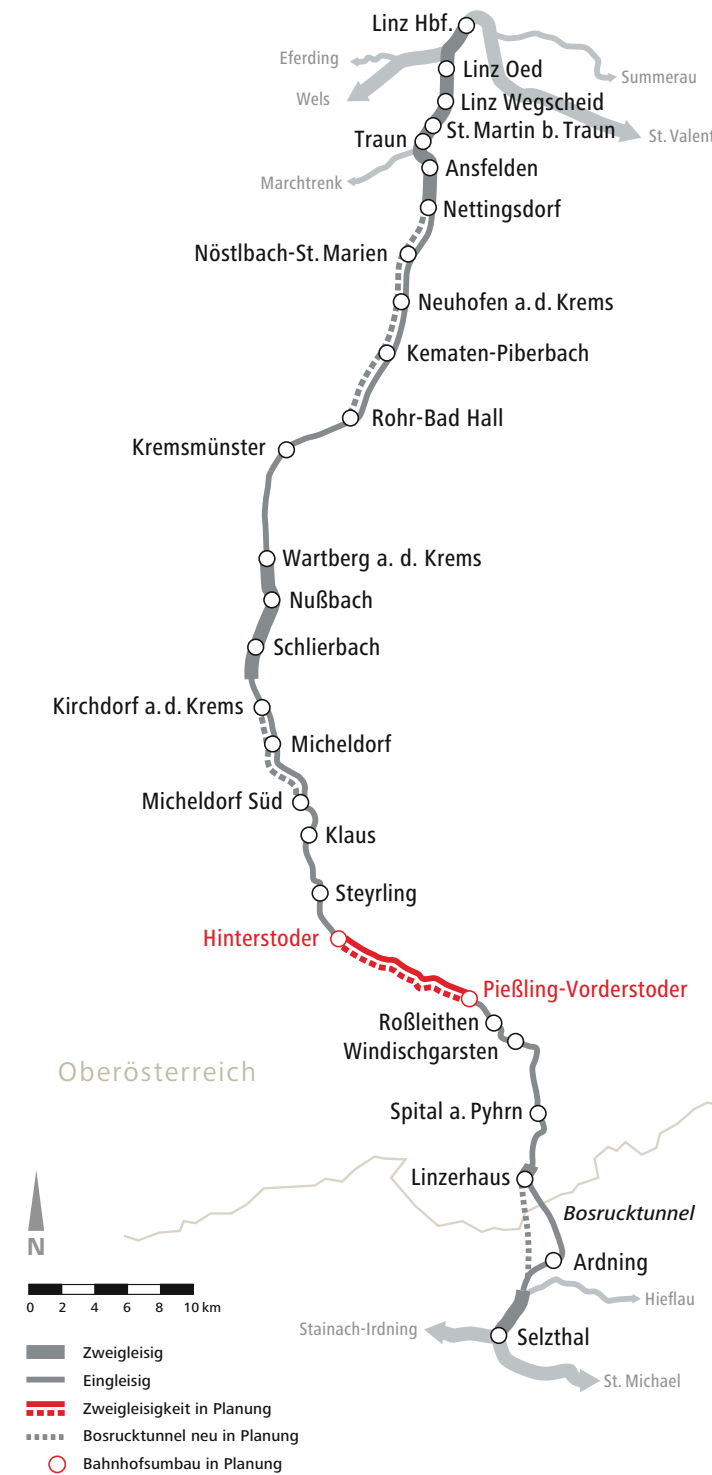 Linz Hbf.
Eferding
Linz Oed
Summerau
Wels
Linz Wegscheid
St. Martin b. Traun
St. Valent
Traun
Ansfelden
Marchtrenk
Nettingsdorf
Nöstlbach-St. Marien
Neuhofen a. d. Krems
Kematen-Piberbach
Rohr-Bad Hall
Kremsmünster
Wartberg a. d. Krems
Nußbach
Schlierbach
Kirchdorf a. d. Krems
Micheldorf
Micheldorf Süd
Klaus
Steyrling
Hinterstoder
Pießling-Vorderstoder
Roßleithen
Windischgarsten
Oberösterreich
Spital a. Pyhrn
Linzerhaus
Bosrucktunnel
N
Ardning
0 2 4 6 8 10 km
Hieflau
Stainach-Irdning
Selzthal
Zweigleisig
St. Michael
Eingleisig
Zweigleisigkeit in Planung
Bosrucktunnel neu in Planung
Bahnhofsumbau in Planung